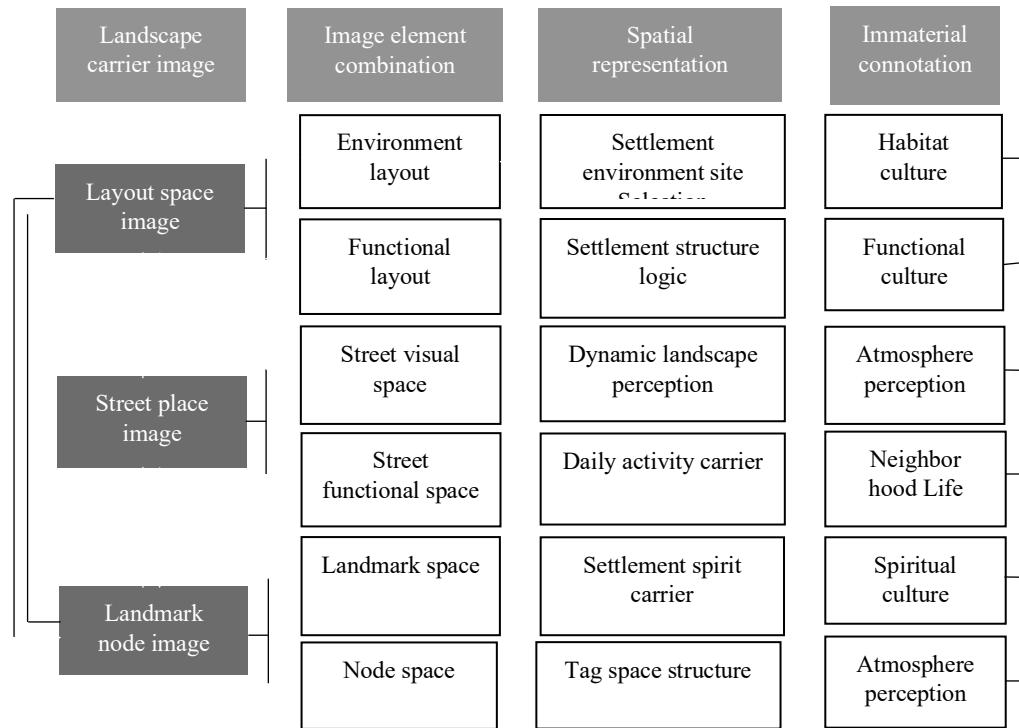 Landscape
carrier image
Image element
combination
Spatial
representation
Immaterial
connotation
Layout space
image
Environment
layout
Settlement
environment site
Habitat
culture
Functional
layout
Settlement structure
logic
Functional
culture
Street place
image
Street visual
space
Dynamic landscape
perception
Atmosphere
perception
Street
functional space
Daily activity carrier
Neighbor
hood Life
Landmark
node image
Landmark space
Settlement spirit
carrier
Spiritual
culture
Node space
Tag space structure
Atmosphere
perception